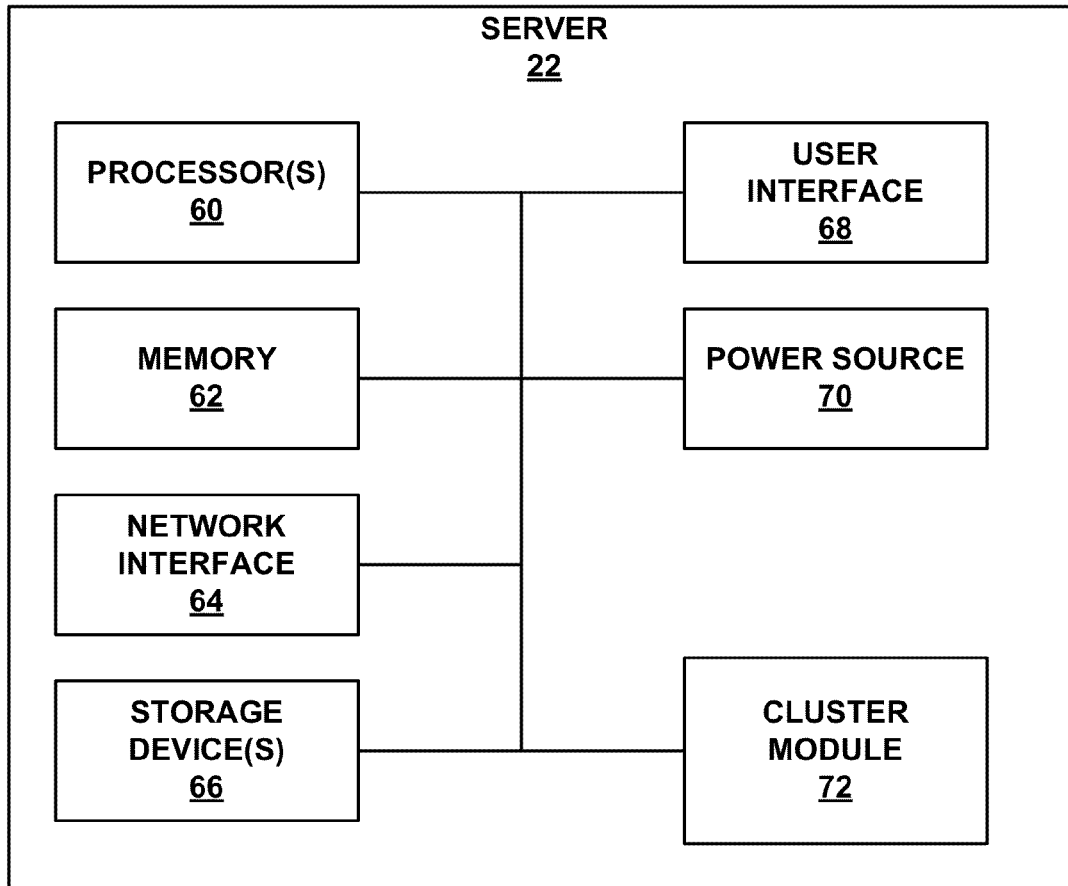 SERVER
22
PROCESSOR(S)
60
MEMORY
62
NETWORK
INTERFACE
64
STORAGE
DEVICE(S)
66
USER
INTERFACE
68
POWER SOURCE
70
CLUSTER
MODULE
72